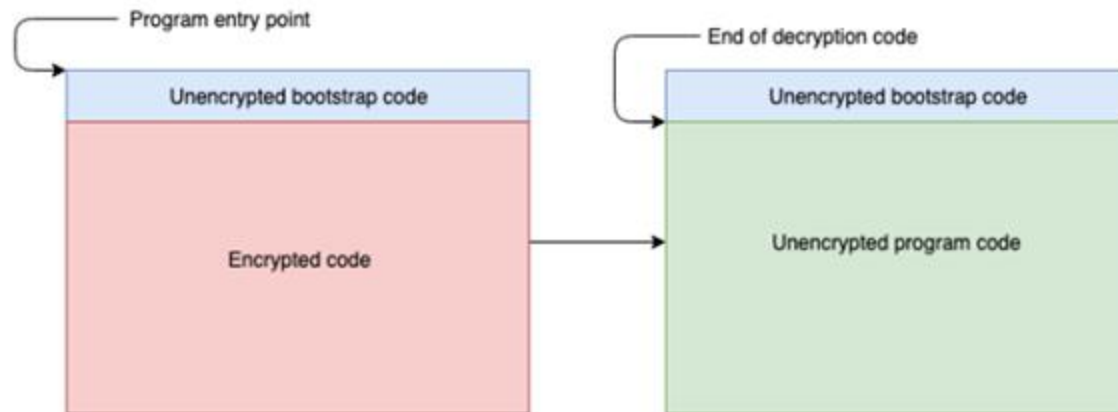 Program entry point
End of decryption code
Unencrypted bootstrap code
Unencrypted bootstrap code
Encrypted code
Unencrypted program code